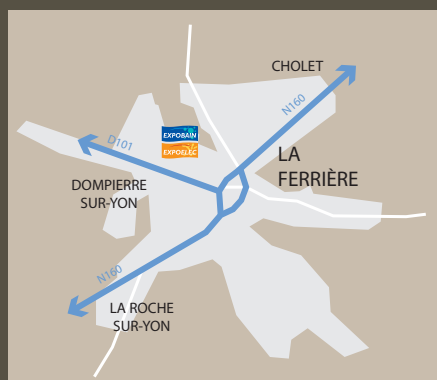 CHOLET
N160
D101
EXPOBAIN
EXPOELEC
LA
FERRIÈRE
DOMPIERRE
SUR-YON
N160
LA ROCHE
SUR-YON